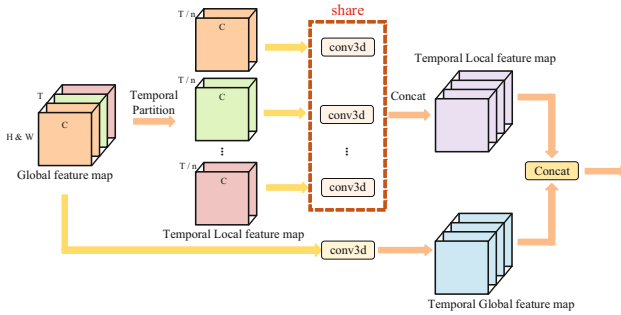 share
T / n
C
conv3d
Temporal Local feature map
T / n
C
conv3d
Concat
T
C
H & W
Temporal
Partition
Global feature map
...
...
T / n
C
conv3d
Concat
Temporal Local feature map
conv3d
Temporal Global feature map